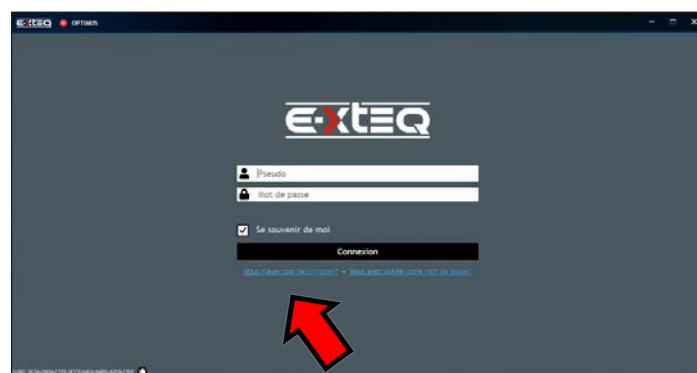 E-XTEQ OPTIMUS
E-XTEQ
Pseudo
Mot de passe
Se souvenir de moi
Connexion
Vous n'avez pas de compte? - Vous avez oublié votre mot de passe?